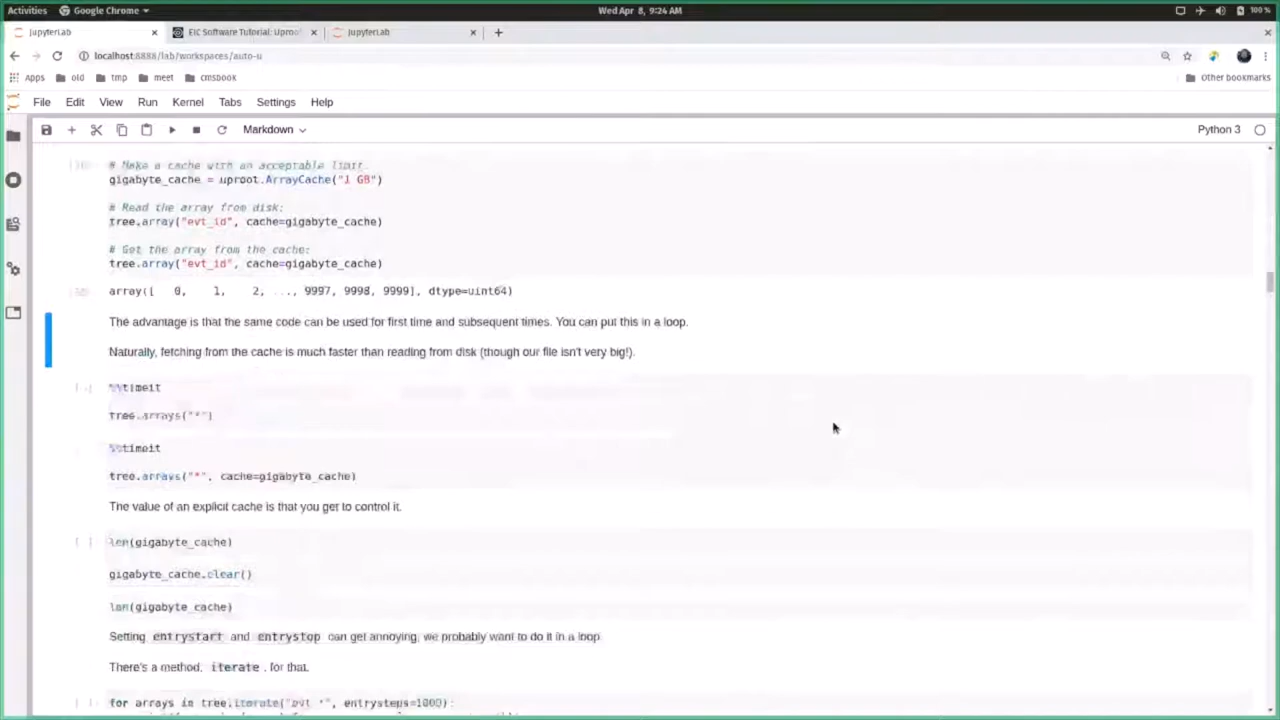 Activities Google Chrome Wed Apr 8, 9:24 AM 100 %
JupyterLab EIC Software Tutorial: Uproot JupyterLab
localhost:8888/lab/workspaces/auto-u
Apps old tmp meet cmsbook Other bookmarks
File Edit View Run Kernel Tabs Settings Help
Markdown Python 3
# Make a cache with an acceptable limit
gigabyte_cache = uproot.ArrayCache("1 GB")
# Read the array from disk:
tree.array("evt_id", cache=gigabyte_cache)
# Get the array from the cache:
tree.array("evt_id", cache=gigabyte_cache)
array([ 0, 1, 2, ..., 9997, 9998, 9999], dtype=uint64)
The advantage is that the same code can be used for first time and subsequent times. You can put this in a loop.
Naturally, fetching from the cache is much faster than reading from disk (though our file isn't very big!).
[ ]: %%timeit
tree.arrays("*")
%%timeit
tree.arrays("*", cache=gigabyte_cache)
The value of an explicit cache is that you get to control it.
[ ] len(gigabyte_cache)
gigabyte_cache.clear()
len(gigabyte_cache)
Setting entrystart and entrystop can get annoying, we probably want to do it in a loop.
There's a method, iterate, for that.
[ ] for arrays in tree.iterate("evt_*", entrysteps=1000):